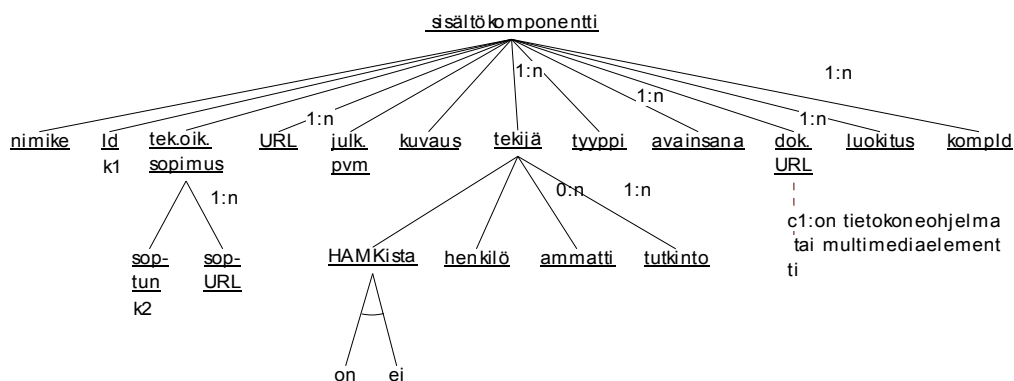 sisältökomponentti
1:n
1:n
1:n
1:n
1:n
nimike
Id
k1
tek.oik.
sopimus
URL
julk.
pvm
kuvaus
tekijä
tyyppi
avainsana
dok.
URL
luokitus
kompId
1:n
0:n
1:n
c1:on tietokoneohjelma
tai multimediaelement
ti
sop-
tun
k2
sop-
URL
HAMKista
henkilö
ammatti
tutkinto
on
ei